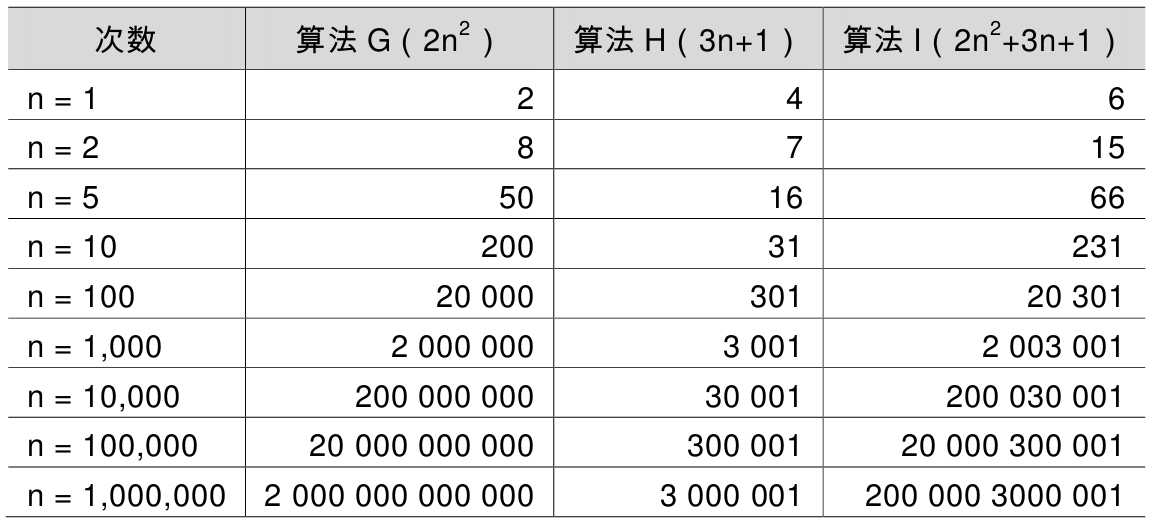 次数 算法 G（2n²） 算法 H（3n+1） 算法 I（2n²+3n+1）
n = 1 2 4 6
n = 2 8 7 15
n = 5 50 16 66
n = 10 200 31 231
n = 100 20 000 301 20 301
n = 1,000 2 000 000 3 001 2 003 001
n = 10,000 200 000 000 30 001 200 030 001
n = 100,000 20 000 000 000 300 001 20 000 300 001
n = 1,000,000 2 000 000 000 000 3 000 001 200 000 3000 001